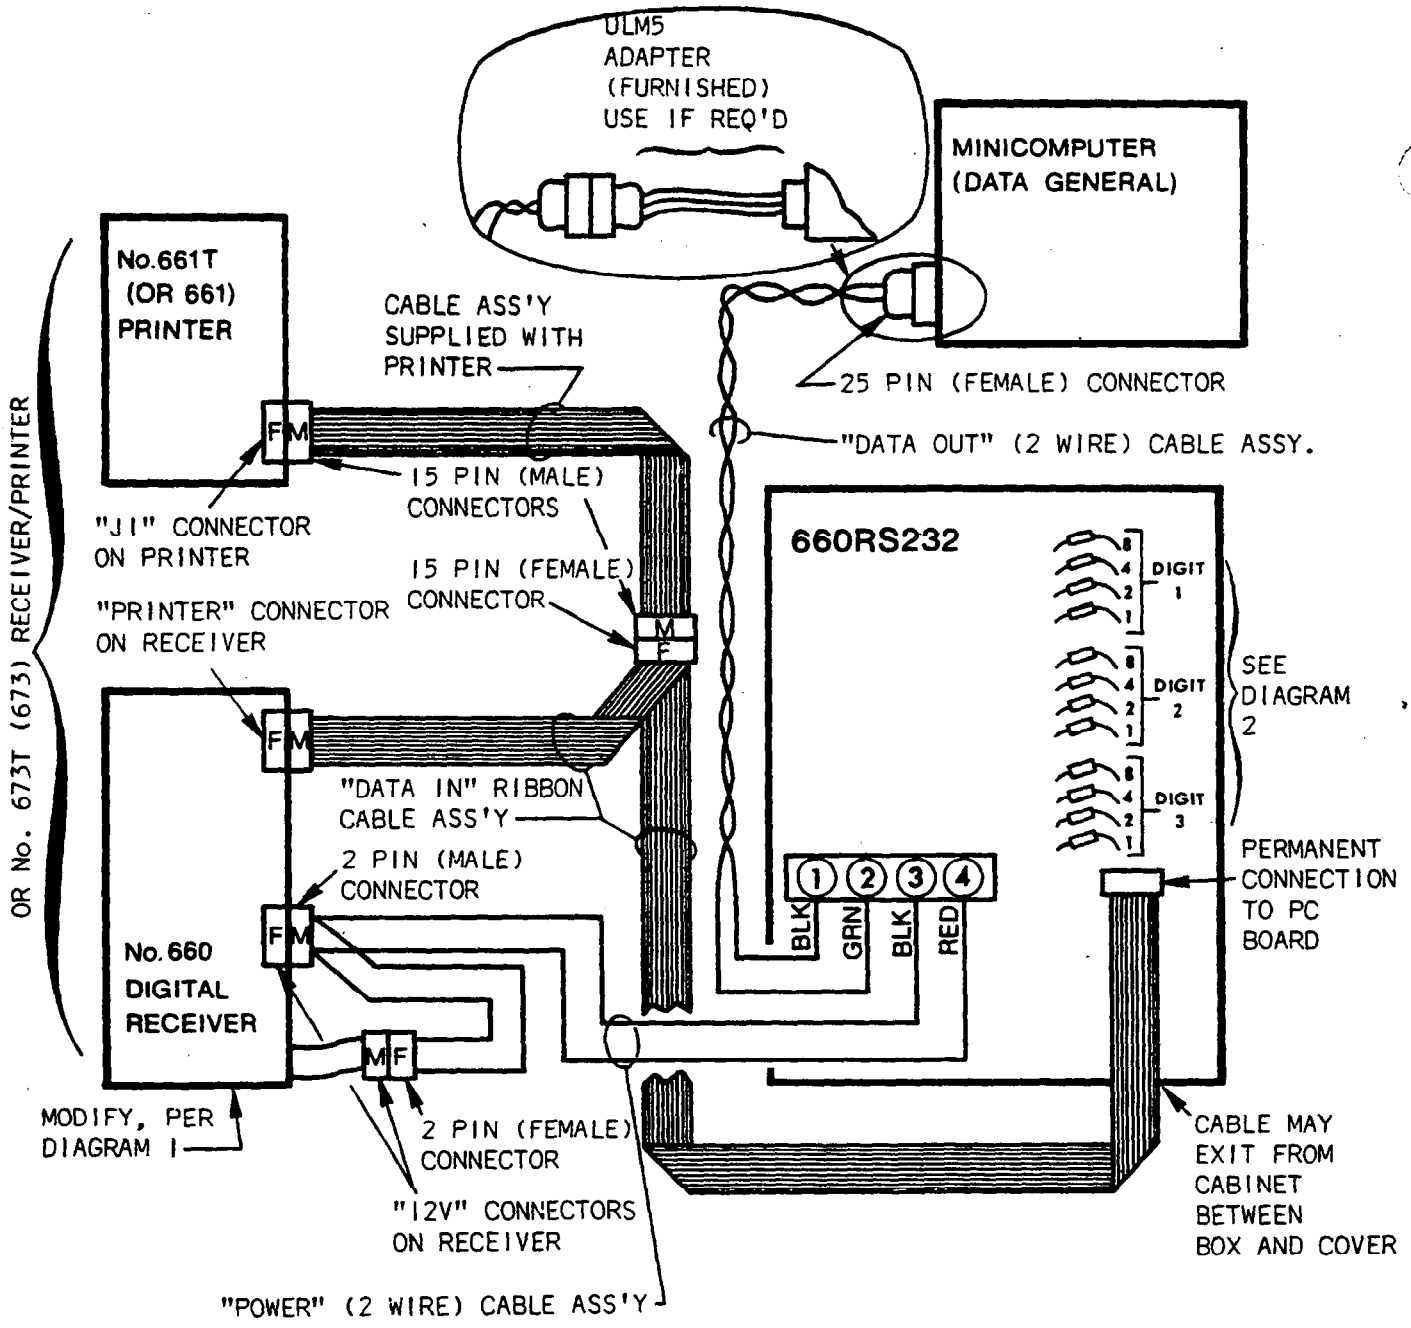 ULM5
ADAPTER
(FURNISHED)
USE IF REQ'D
MINICOMPUTER
(DATA GENERAL)
No.661T
(OR 661)
PRINTER
CABLE ASS'Y
SUPPLIED WITH
PRINTER
25 PIN (FEMALE) CONNECTOR
"DATA OUT" (2 WIRE) CABLE ASSY.
F M
15 PIN (MALE)
CONNECTORS
"J1" CONNECTOR
ON PRINTER
15 PIN (FEMALE)
CONNECTOR
"PRINTER" CONNECTOR
ON RECEIVER
M
F
OR No. 673T (673) RECEIVER/PRINTER
660RS232
8
4
2
1
DIGIT
1
8
4
2
1
DIGIT
2
8
4
2
1
DIGIT
3
SEE
DIAGRAM
2
F M
"DATA IN" RIBBON
CABLE ASS'Y
2 PIN (MALE)
CONNECTOR
1 2 3 4
BLK
GRN
BLK
RED
PERMANENT
CONNECTION
TO PC
BOARD
F M
No.660
DIGITAL
RECEIVER
M F
MODIFY, PER
DIAGRAM 1
2 PIN (FEMALE)
CONNECTOR
"12V" CONNECTORS
ON RECEIVER
CABLE MAY
EXIT FROM
CABINET
BETWEEN
BOX AND COVER
"POWER" (2 WIRE) CABLE ASS'Y